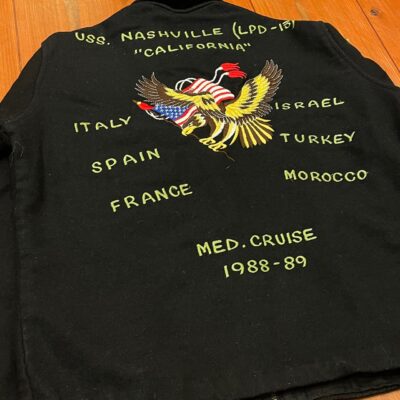 USS. NASHVILLE (LPD-13)
"CALIFORNIA"
ITALY
ISRAEL
SPAIN
TURKEY
FRANCE
MOROCCO
MED. CRUISE
1988-89